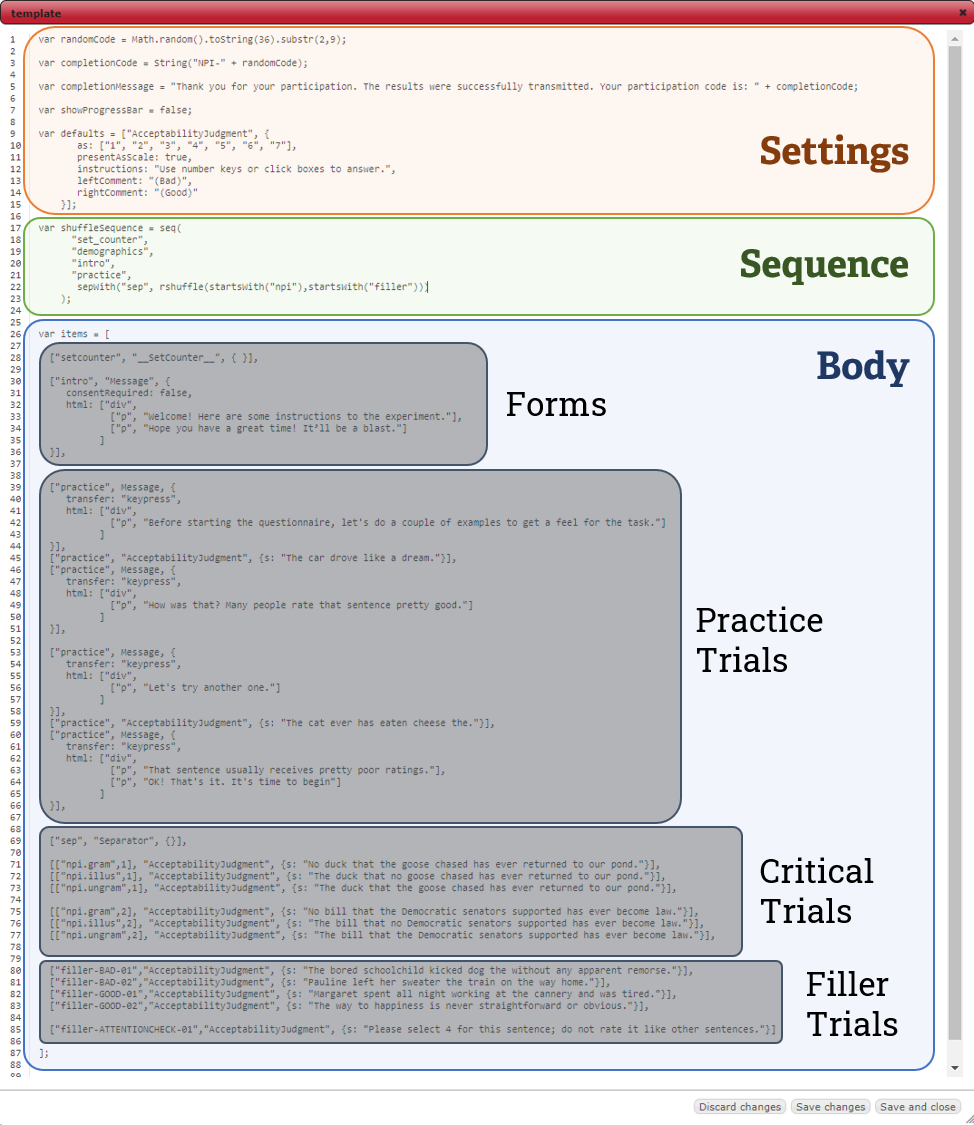 template ×
1 var randomCode = Math.random().toString(36).substr(2,9);
2
3 var completionCode = String("NPI-" + randomCode);
4
5 var completionMessage = "Thank you for your participation. The results were successfully transmitted. Your participation code is: " + completionCode;
6
7 var showProgressBar = false;
8
9 var defaults = ["AcceptabilityJudgment", {
10 as: ["1", "2", "3", "4", "5", "6", "7"],
11 presentAsScale: true,
12 instructions: "Use number keys or click boxes to answer.",
13 leftComment: "(Bad)",
14 rightComment: "(Good)"
15 }];
Settings
16
17 var shuffleSequence = seq(
18 "set_counter",
19 "demographics",
20 "intro",
21 "practice",
22 sepWith("sep", rshuffle(startsWith("npi"),startsWith("filler")))
23 );
Sequence
24
25
26 var items = [
Body
27
28 ["setcounter", "__SetCounter__", { }],
29
30 ["intro", "Message", {
31 consentRequired: false,
32 html: ["div",
33 ["p", "Welcome! Here are some instructions to the experiment."],
34 ["p", "Hope you have a great time! It’ll be a blast."]
35 ]
36 }],
Forms
37
38
39 ["practice", Message, {
40 transfer: "keypress",
41 html: ["div",
42 ["p", "Before starting the questionnaire, let's do a couple of examples to get a feel for the task."]
43 ]
44 }],
45 ["practice", "AcceptabilityJudgment", {s: "The car drove like a dream."}],
46 ["practice", Message, {
47 transfer: "keypress",
48 html: ["div",
49 ["p", "How was that? Many people rate that sentence pretty good."]
50 ]
51 }],
52
53 ["practice", Message, {
54 transfer: "keypress",
55 html: ["div",
56 ["p", "Let's try another one."]
57 ]
58 }],
59 ["practice", "AcceptabilityJudgment", {s: "The cat ever has eaten cheese the."}],
60 ["practice", Message, {
61 transfer: "keypress",
62 html: ["div",
63 ["p", "That sentence usually receives pretty poor ratings."],
64 ["p", "OK! That's it. It's time to begin"]
65 ]
66 }],
Practice
Trials
67
68
69 ["sep", "Separator", {}],
70
71 [["npi.gram",1], "AcceptabilityJudgment", {s: "No duck that the goose chased has ever returned to our pond."}],
72 [["npi.illus",1], "AcceptabilityJudgment", {s: "The duck that no goose chased has ever returned to our pond."}],
73 [["npi.ungram",1], "AcceptabilityJudgment", {s: "The duck that the goose chased has ever returned to our pond."}],
74
75 [["npi.gram",2], "AcceptabilityJudgment", {s: "No bill that the Democratic senators supported has ever become law."}],
76 [["npi.illus",2], "AcceptabilityJudgment", {s: "The bill that no Democratic senators supported has ever become law."}],
77 [["npi.ungram",2], "AcceptabilityJudgment", {s: "The bill that the Democratic senators supported has ever become law."}],
Critical
Trials
78
79
80 ["filler-BAD-01","AcceptabilityJudgment", {s: "The bored schoolchild kicked dog the without any apparent remorse."}],
81 ["filler-BAD-02","AcceptabilityJudgment", {s: "Pauline left her sweater the train on the way home."}],
82 ["filler-GOOD-01","AcceptabilityJudgment", {s: "Margaret spent all night working at the cannery and was tired."}],
83 ["filler-GOOD-02","AcceptabilityJudgment", {s: "The way to happiness is never straightforward or obvious."}],
84
85 ["filler-ATTENTIONCHECK-01","AcceptabilityJudgment", {s: "Please select 4 for this sentence; do not rate it like other sentences."}]
Filler
Trials
86
87 ];
88
Discard changes Save changes Save and close